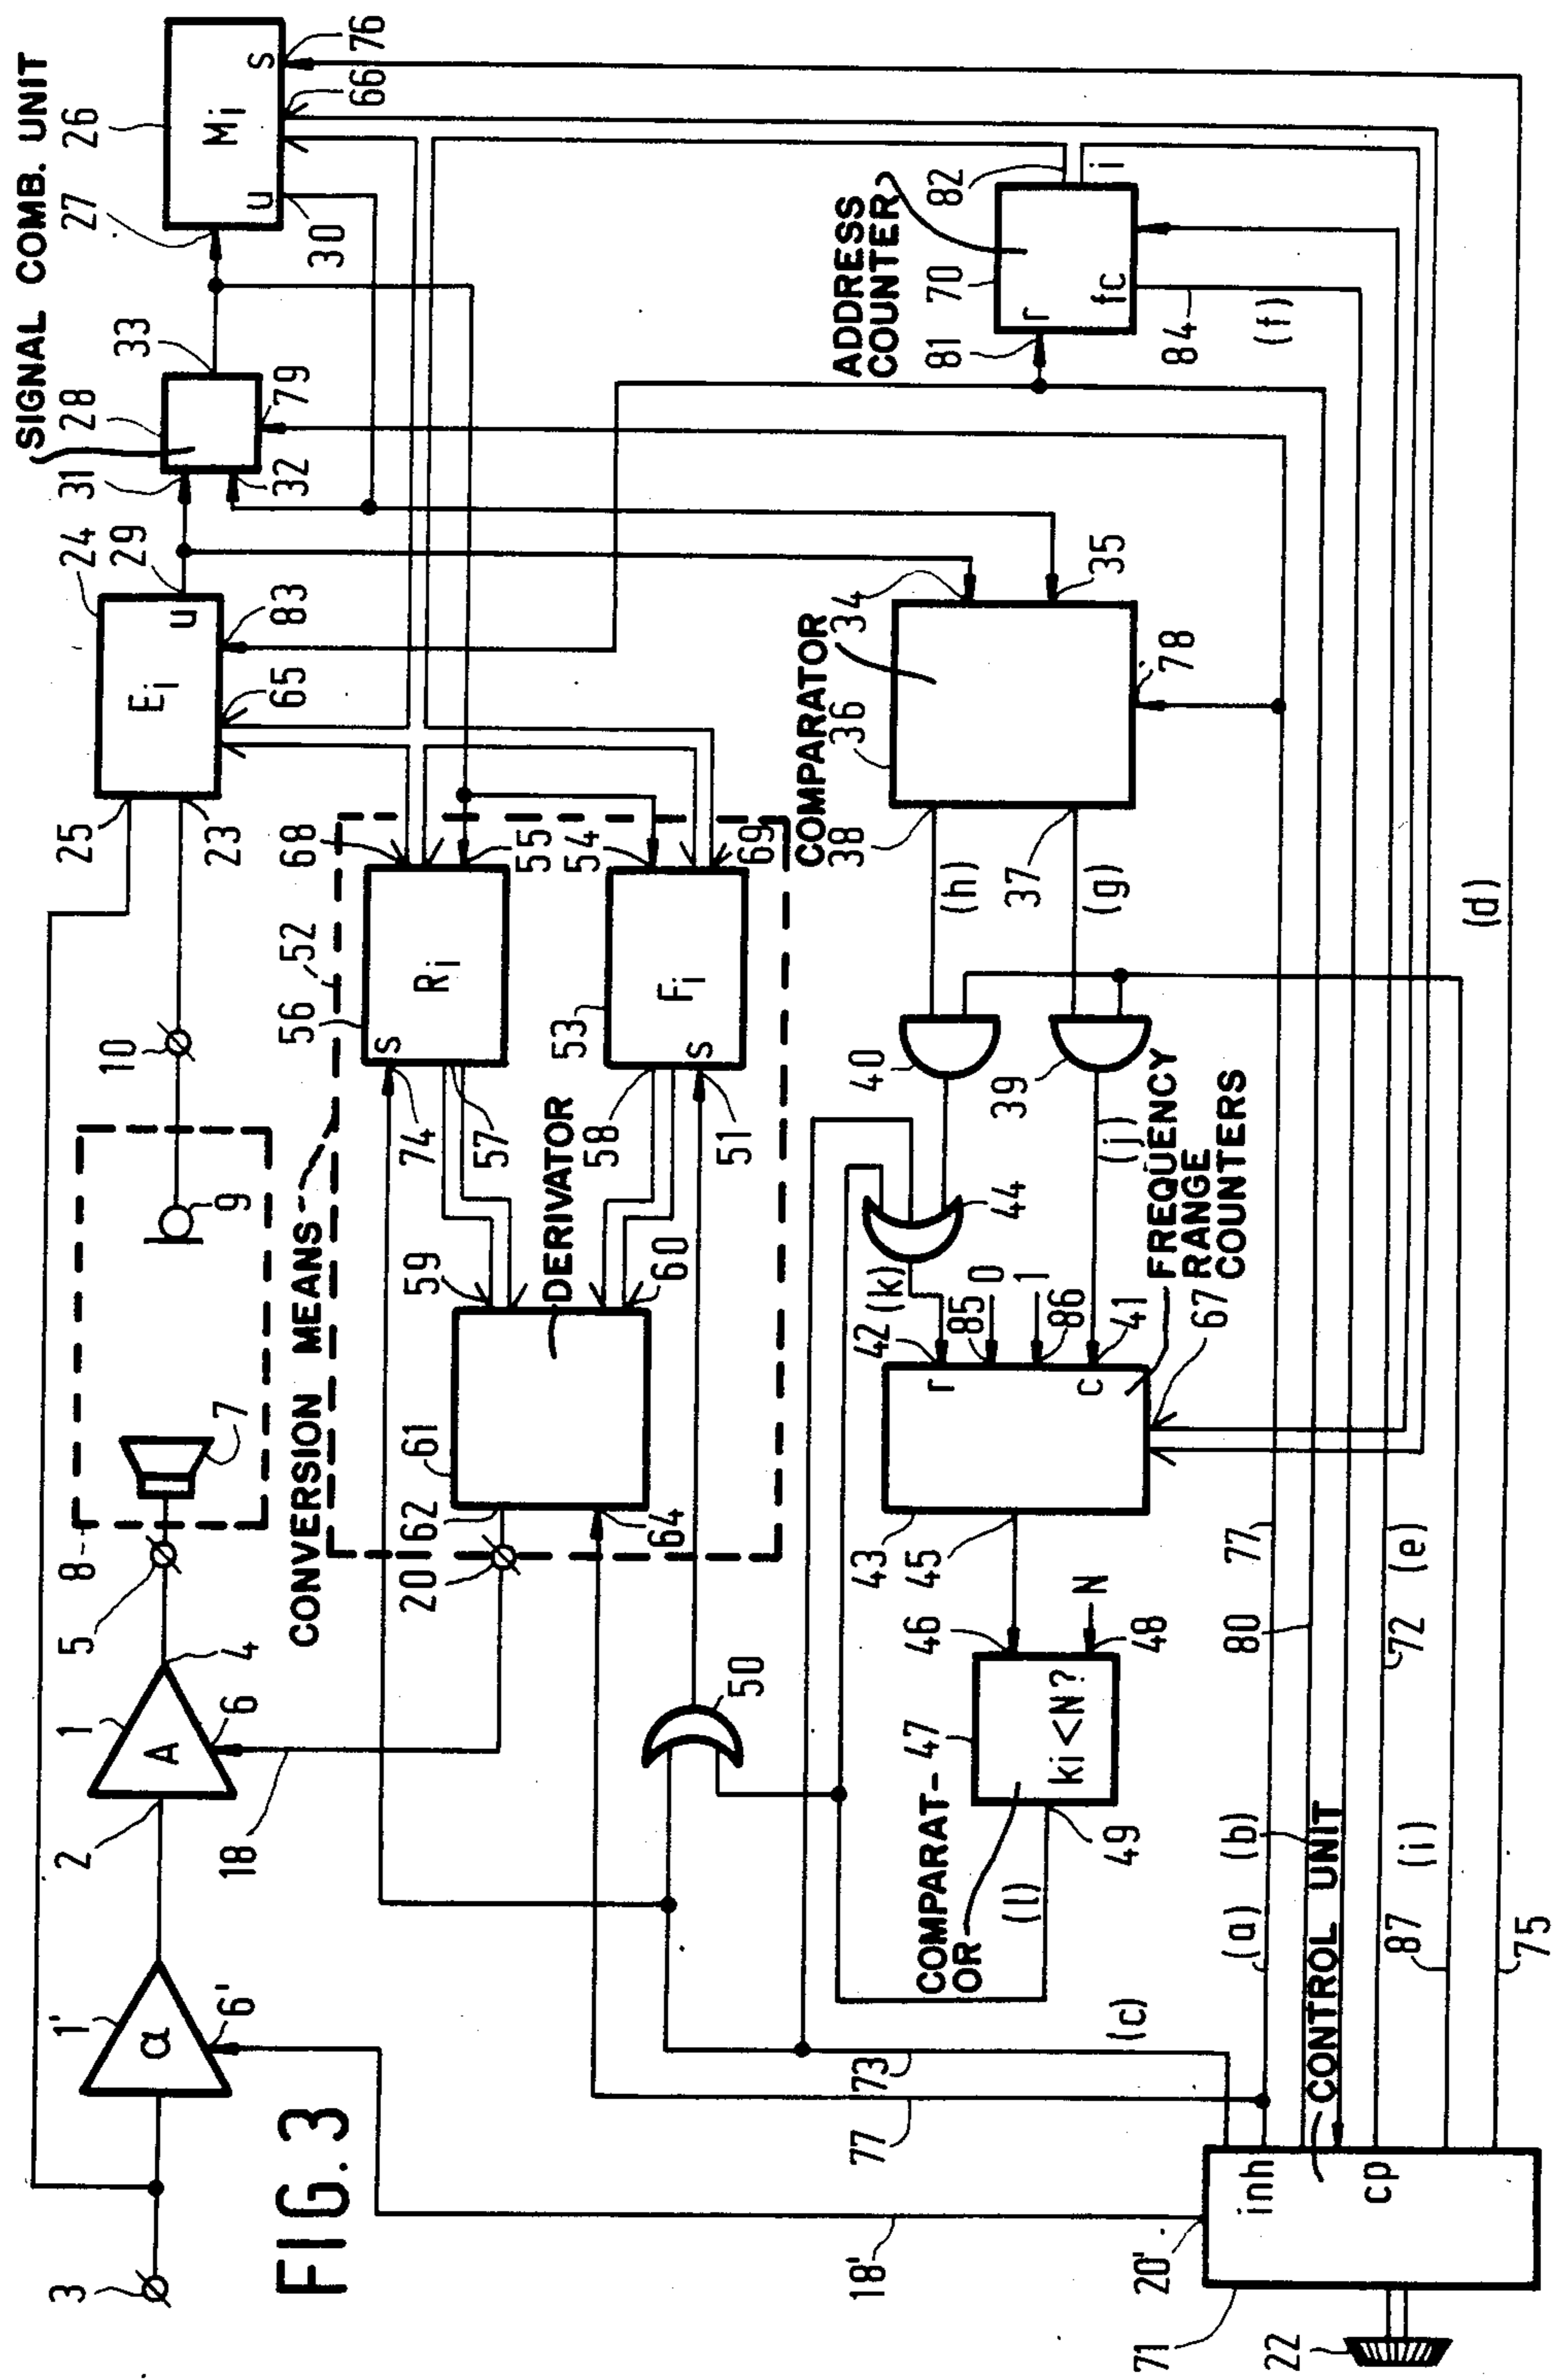 FIG. 3
3
1'
α
6'
2
1
A
6
4
5
18
8
7
9
10
25
23
24
Ei
u
29
83
65
31
28
SIGNAL COMB. UNIT
33
32
79
27
26
Mi
u
s
30
66
76
CONVERSION MEANS
20
62
61
64
59
60
DERIVATOR
56
52
s
Ri
74
57
68
55
53
Fi
s
58
51
54
69
50
COMPARATOR
36
34
35
38
37
78
(h)
(g)
40
39
44
(j)
(k)
FREQUENCY
RANGE
COUNTERS
42
85
0
1
86
41
67
r
c
43
45
46
N
48
47
ki<N?
49
COMPARAT-
OR
(l)
ADDRESS
COUNTER
70
81
82
r
fc
i
84
(f)
(c)
73
77
(a)
77
(b)
80
CONTROL UNIT
72
(e)
(i)
87
(d)
75
18'
20'
71
inh
cp
22